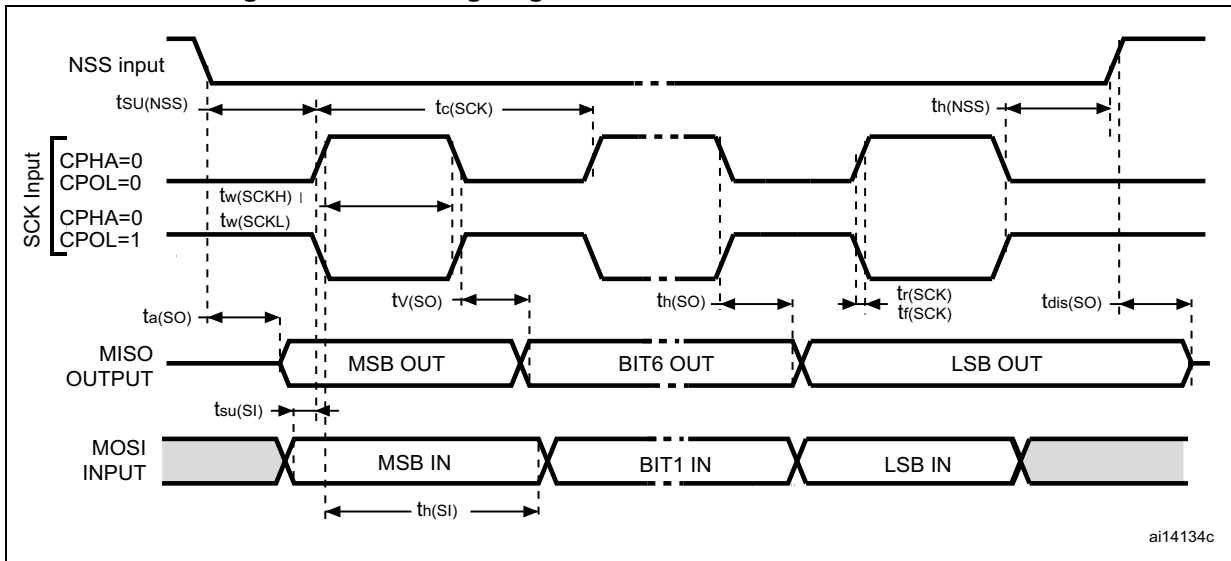 NSS input
tSU(NSS)
tc(SCK)
th(NSS)
SCK Input
CPHA=0
CPOL=0
tw(SCKH)
CPHA=0
tw(SCKL)
CPOL=1
tV(SO)
th(SO)
tr(SCK)
tf(SCK)
tdis(SO)
ta(SO)
MISO
OUTPUT
MSB OUT
BIT6 OUT
LSB OUT
tsu(SI)
MOSI
INPUT
MSB IN
BIT1 IN
LSB IN
th(SI)
ai14134c